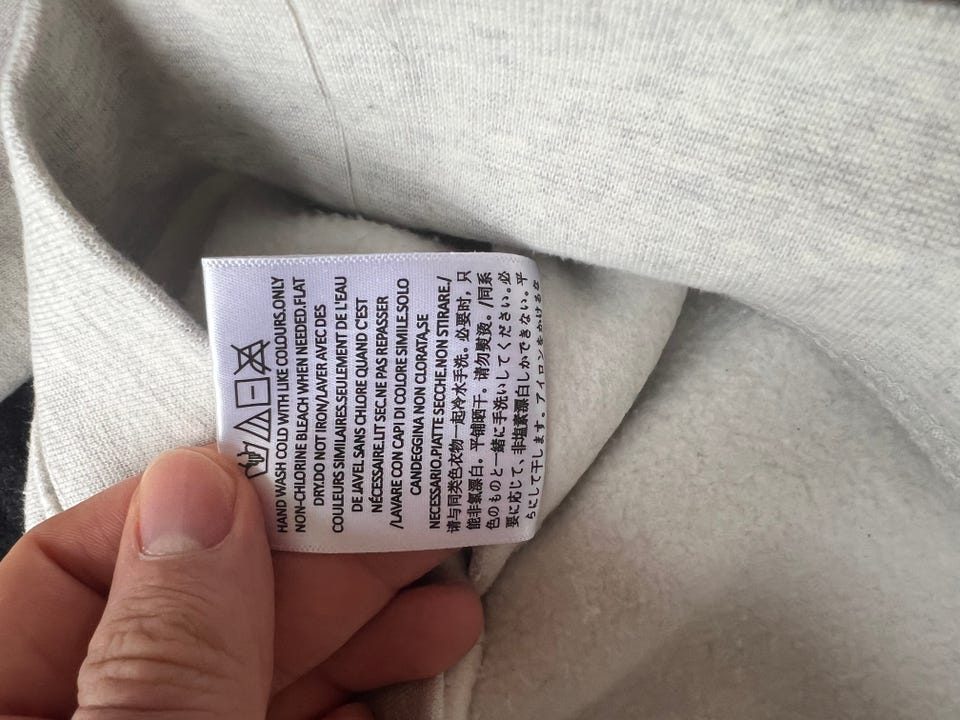 HAND WASH COLD WITH LIKE COLOURS.ONLY
NON-CHLORINE BLEACH WHEN NEEDED.FLAT
DRY.DO NOT IRON/LAVER AVEC DES
COULEURS SIMILAIRES.SEULEMENT DE L'EAU
DE JAVEL SANS CHLORE QUAND C'EST
NÉCESSAIRE.LIT SEC.NE PAS REPASSER
/LAVARE CON CAPI DI COLORE SIMILE.SOLO
CANDEGGINA NON CLORATA,SE
NECESSARIO.PIATTE SECCHE.NON STIRARE./
请与同类色衣物一起冷水手洗。必要时，只
能非氯漂白。平铺晒干。请勿熨烫。/同系
色のものと一緒に手洗いしてください。必
要に応じて、非塩素漂白しかできない。平
らにして干します。アイロンをかける